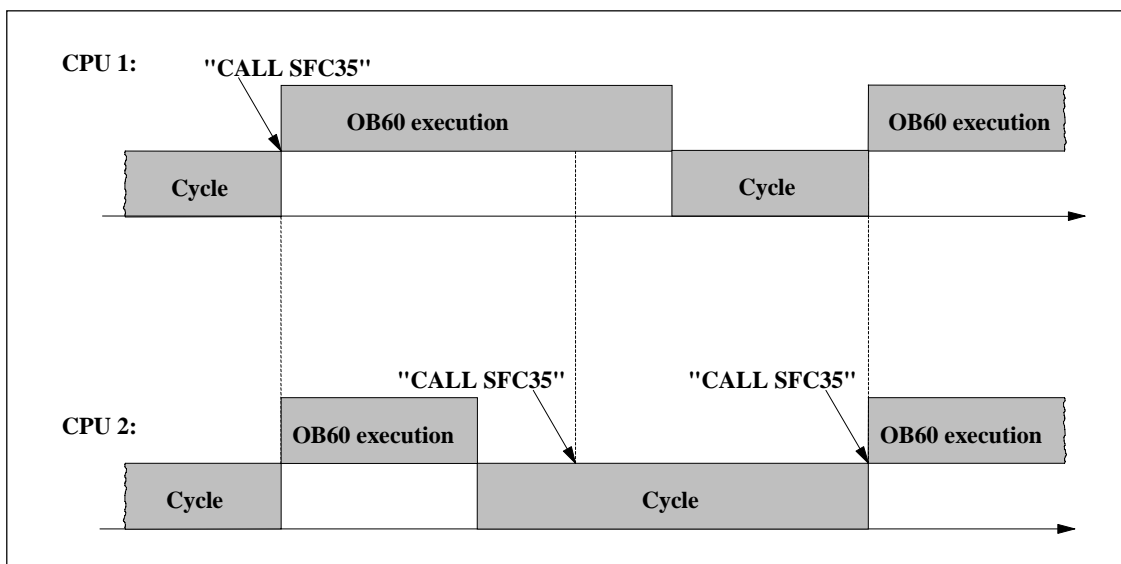 CPU 1:
"CALL SFC35"
OB60 execution
OB60 execution
Cycle
Cycle
"CALL SFC35"
"CALL SFC35"
CPU 2:
OB60 execution
OB60 execution
Cycle
Cycle